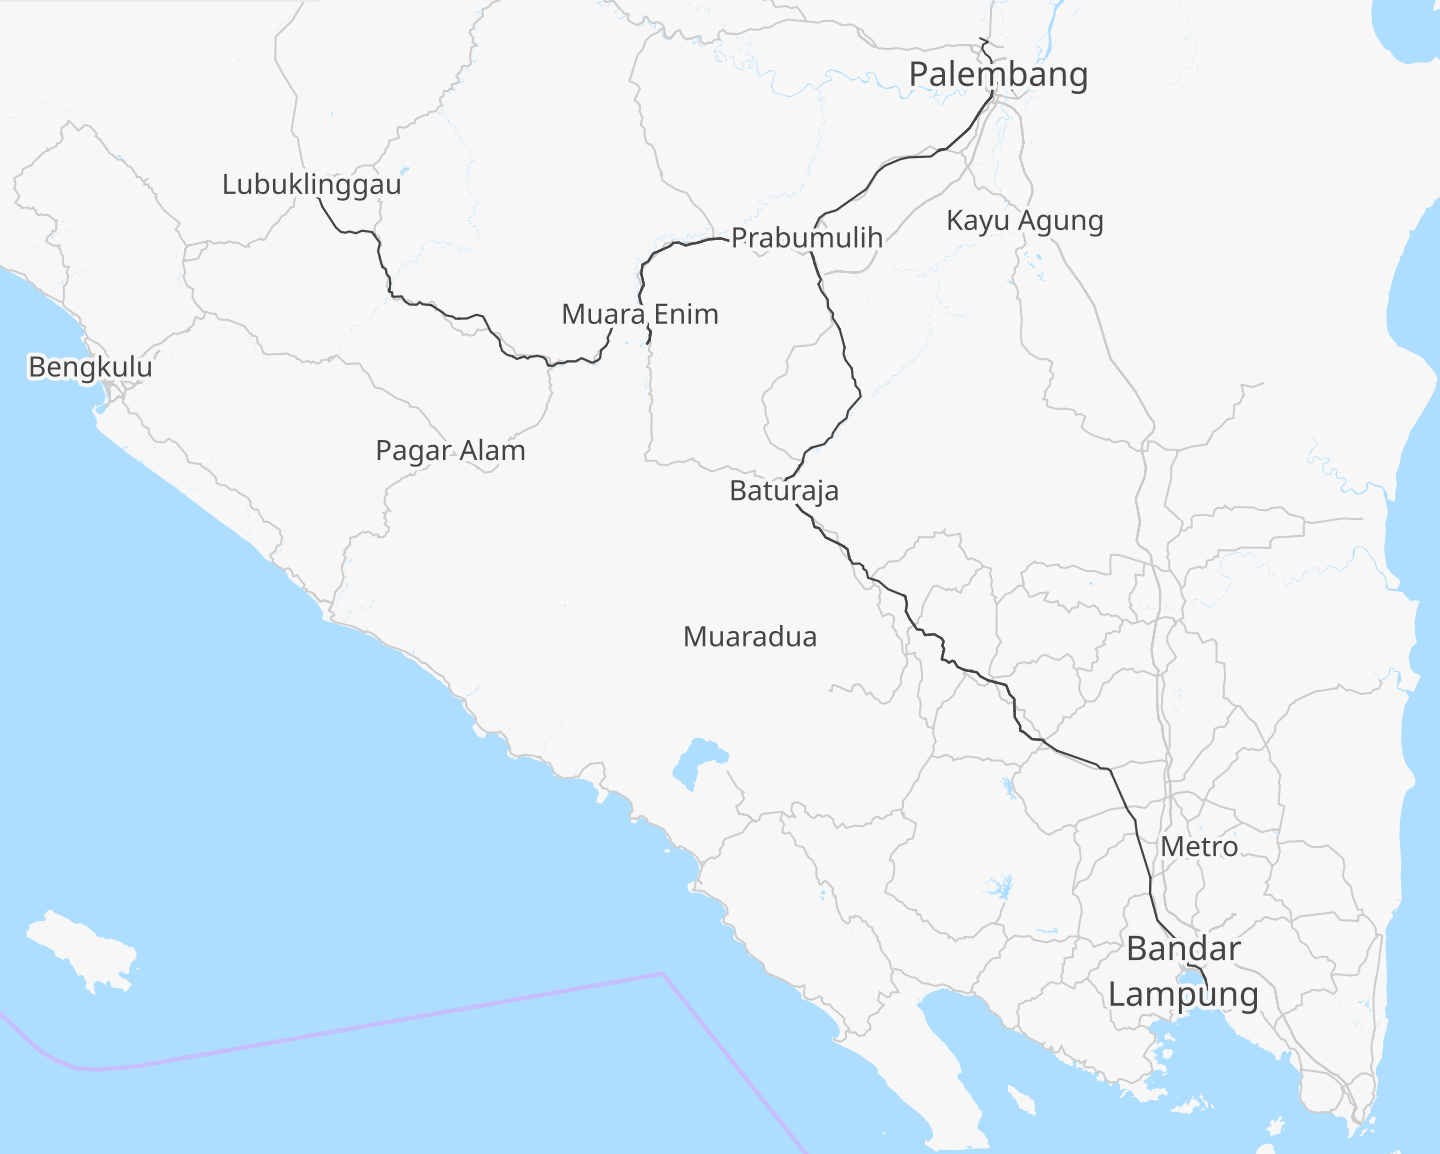 Palembang
Lubuklinggau
Kayu Agung
Prabumulih
Muara Enim
Bengkulu
Pagar Alam
Baturaja
Muaradua
Metro
Bandar
Lampung